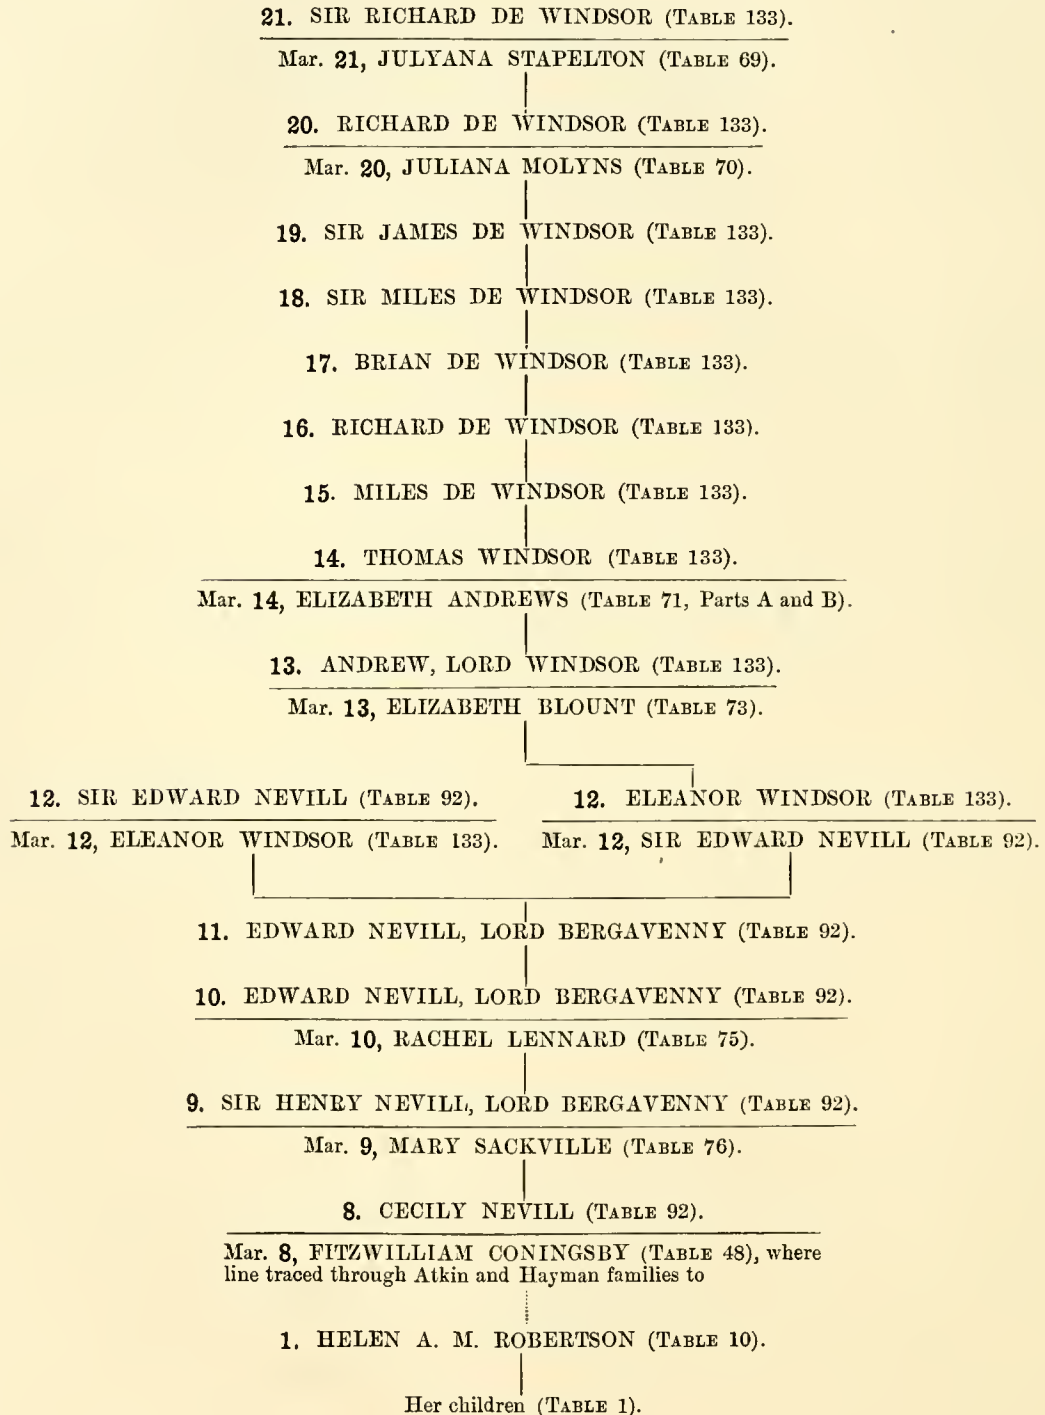 21. SIR RICHARD DE WINDSOR (TABLE 133).
Mar. 21, JULYANA STAPELTON (TABLE 69).
20. RICHARD DE WINDSOR (TABLE 133).
Mar. 20, JULIANA MOLYNS (TABLE 70).
19. SIR JAMES DE WINDSOR (TABLE 133).
18. SIR MILES DE WINDSOR (TABLE 133).
17. BRIAN DE WINDSOR (TABLE 133).
16. RICHARD DE WINDSOR (TABLE 133).
15. MILES DE WINDSOR (TABLE 133).
14. THOMAS WINDSOR (TABLE 133).
Mar. 14, ELIZABETH ANDREWS (TABLE 71, Parts A and B).
13. ANDREW, LORD WINDSOR (TABLE 133).
Mar. 13, ELIZABETH BLOUNT (TABLE 73).
12. SIR EDWARD NEVILL (TABLE 92).
Mar. 12, ELEANOR WINDSOR (TABLE 133).
12. ELEANOR WINDSOR (TABLE 133).
Mar. 12, SIR EDWARD NEVILL (TABLE 92).
11. EDWARD NEVILL, LORD BERGAVENNY (TABLE 92).
10. EDWARD NEVILL, LORD BERGAVENNY (TABLE 92).
Mar. 10, RACHEL LENNARD (TABLE 75).
9. SIR HENRY NEVILL, LORD BERGAVENNY (TABLE 92).
Mar. 9, MARY SACKVILLE (TABLE 76).
8. CECILY NEVILL (TABLE 92).
Mar. 8, FITZWILLIAM CONINGSBY (TABLE 48), where
line traced through Atkin and Hayman families to
1. HELEN A. M. ROBERTSON (TABLE 10).
Her children (TABLE 1).